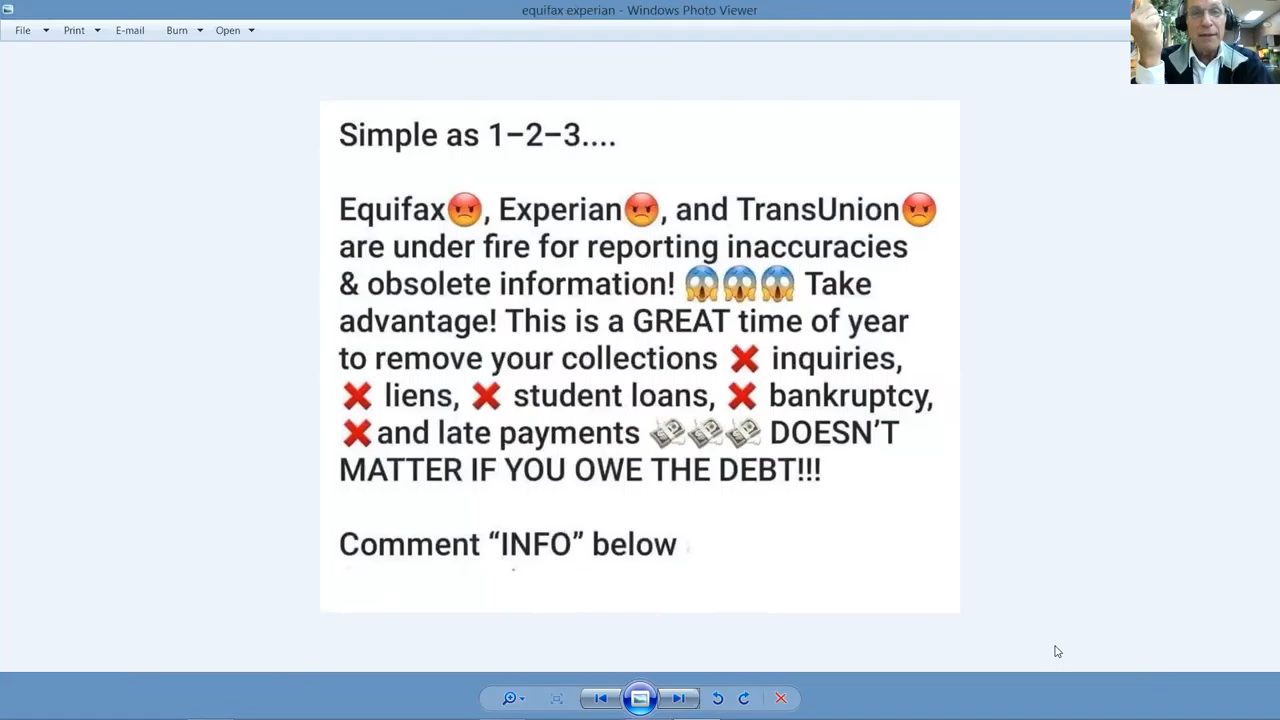 equifax experian - Windows Photo Viewer
File Print E-mail Burn Open
Simple as 1-2-3....
Equifax😡, Experian😡, and TransUnion😡
are under fire for reporting inaccuracies
& obsolete information! 😱😱😱 Take
advantage! This is a GREAT time of year
to remove your collections ❌ inquiries,
❌ liens, ❌ student loans, ❌ bankruptcy,
❌and late payments 💸💸💸 DOESN'T
MATTER IF YOU OWE THE DEBT!!!
Comment “INFO” below